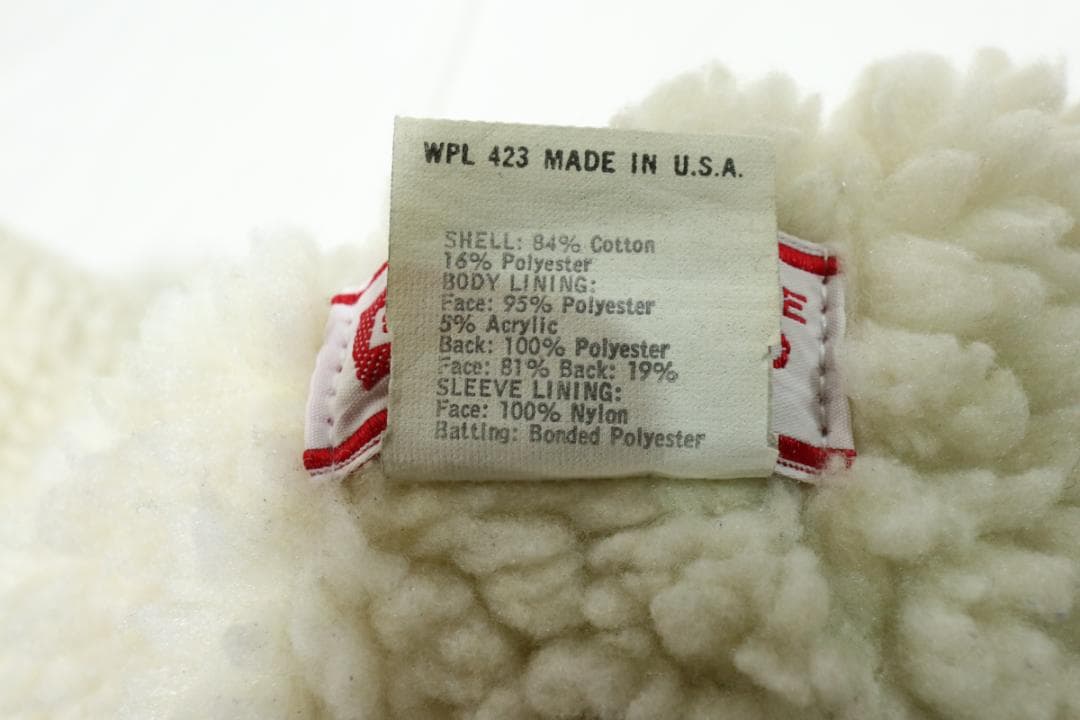 WPL 423 MADE IN U.S.A.
SHELL: 84% Cotton
16% Polyester
BODY LINING:
Face: 95% Polyester
5% Acrylic
Back: 100% Polyester
Face: 81% Back: 19%
SLEEVE LINING:
Face: 100% Nylon
Batting: Bonded Polyester
E